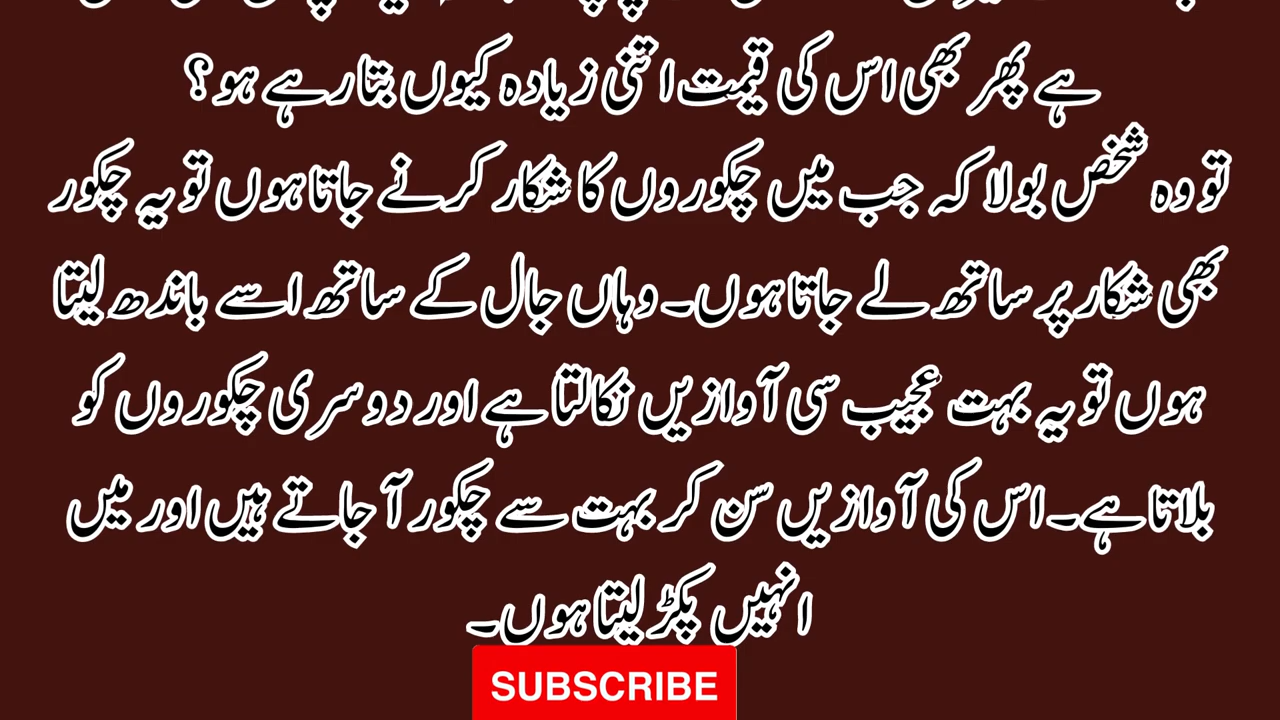 ہے پھر بھی اس کی قیمت اتنی زیادہ کیوں بتا رہے ہو؟
تو وہ شخص بولا کہ جب میں چکوروں کا شکار کرنے جاتا ہوں تو یہ چکور
بھی شکار پر ساتھ لے جاتا ہوں۔ وہاں جال کے ساتھ اسے باندھ لیتا
ہوں تو یہ بہت عجیب سی آوازیں نکالتا ہے اور دوسری چکوروں کو
بلاتا ہے۔ اس کی آوازیں سن کر بہت سے چکور آ جاتے ہیں اور میں
انہیں پکڑ لیتا ہوں۔
SUBSCRIBE